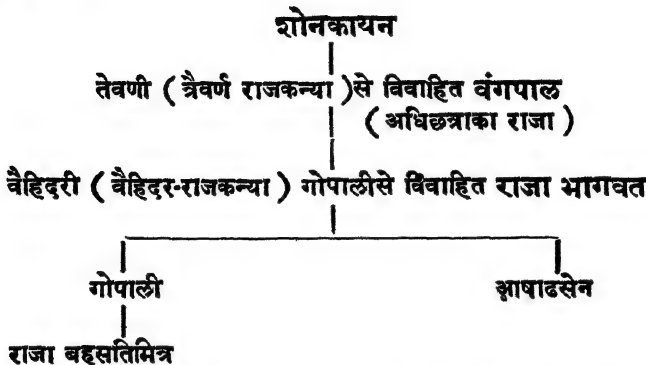 शोनकायन
तेवणी ( त्रैवर्ण राजकन्या )से विवाहित वंगपाल
( अधिछत्राका राजा )
वैहिदरी ( वैहिदर-राजकन्या ) गोपालीसे विवाहित राजा भागवत
गोपाली आषाढसेन
राजा बहसतिमित्र